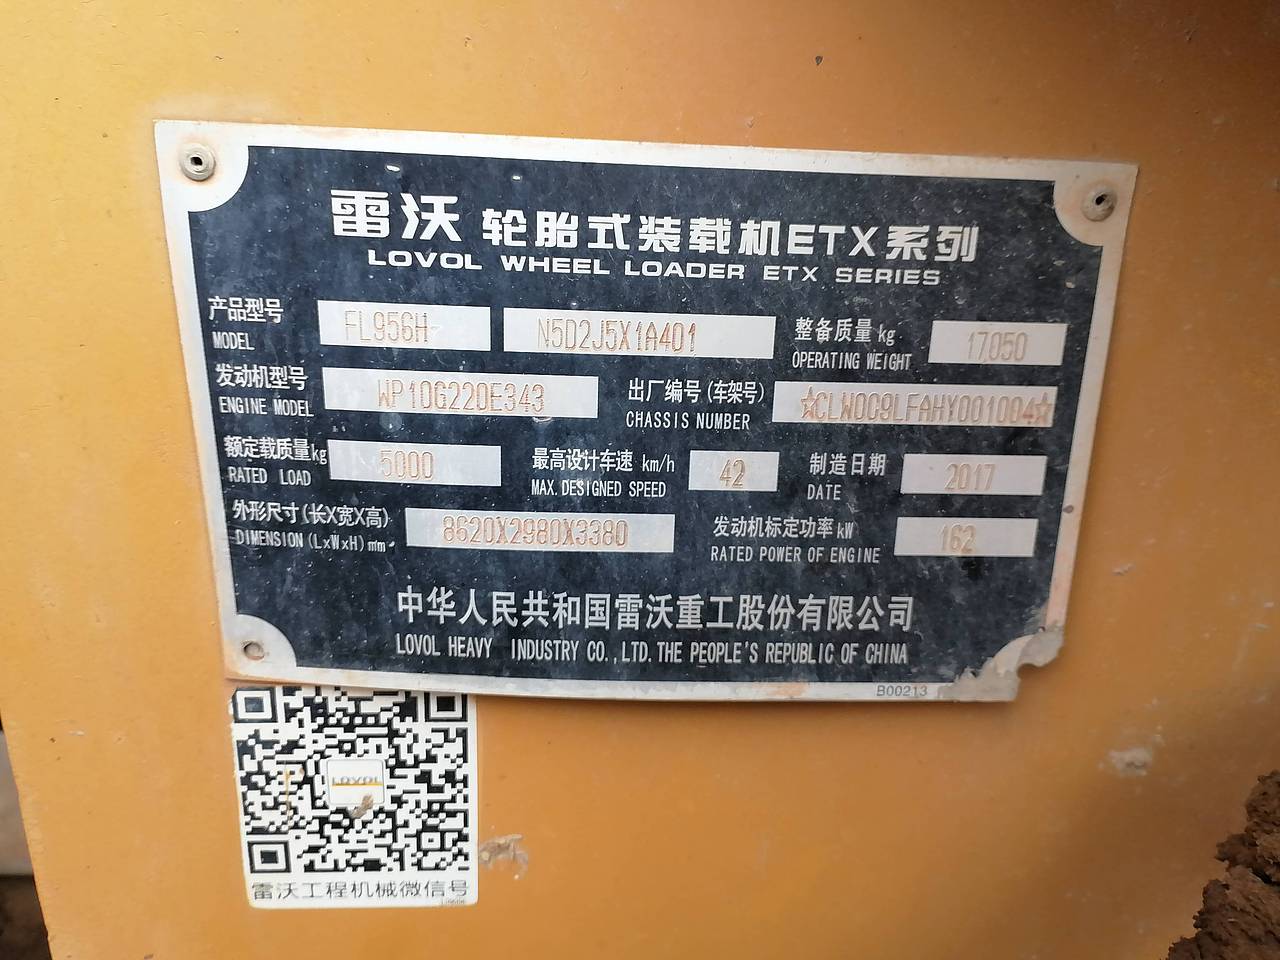 雷沃 轮胎式装载机ETX系列
LOVOL WHEEL LOADER ETX SERIES
产品型号 FL956H N5D2J5X1A401 整备质量 kg 17050
MODEL OPERATING WEIGHT
发动机型号 WP10G220E343 出厂编号(车架号) ☆CLW009LFAHY001004☆
ENGINE MODEL CHASSIS NUMBER
额定载质量kg 5000 最高设计车速 km/h 42 制造日期 2017
RATED LOAD MAX.DESIGNED SPEED DATE
外形尺寸(长X宽X高) 8620X2980X3380 发动机标定功率 kW 162
DIMENSION(LxWxH)mm RATED POWER OF ENGINE
中华人民共和国雷沃重工股份有限公司
LOVOL HEAVY INDUSTRY CO.,LTD.THE PEOPLE'S REPUBLIC OF CHINA
B00213
LOVOL
雷沃工程机械微信号